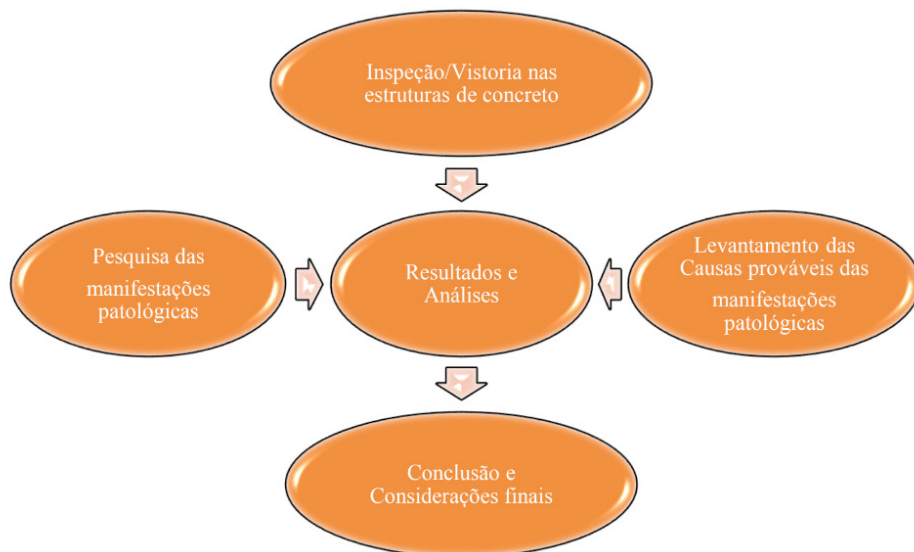 Inspeção/Vistoria nas
estruturas de concreto
Pesquisa das
manifestações
patológicas
Resultados e
Análises
Levantamento das
Causas prováveis das
manifestações
patológicas
Conclusão e
Considerações finais